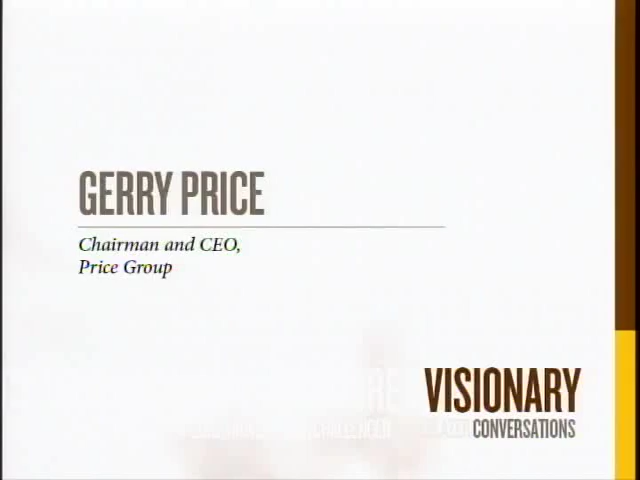 GERRY PRICE
Chairman and CEO,
Price Group
VISIONARY
CONVERSATIONS